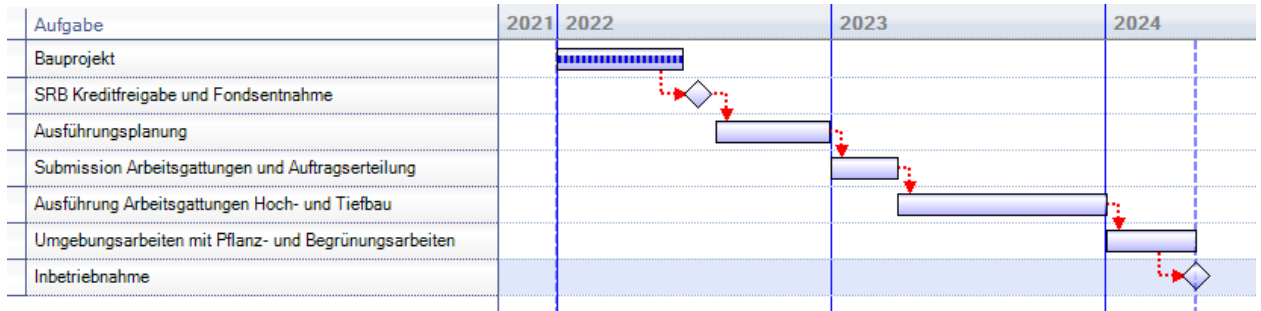 Aufgabe 2021 2022 2023 2024
Bauprojekt
SRB Kreditfreigabe und Fondsentnahme
Ausführungsplanung
Submission Arbeitsgattungen und Auftragserteilung
Ausführung Arbeitsgattungen Hoch- und Tiefbau
Umgebungsarbeiten mit Pflanz- und Begrünungsarbeiten
Inbetriebnahme